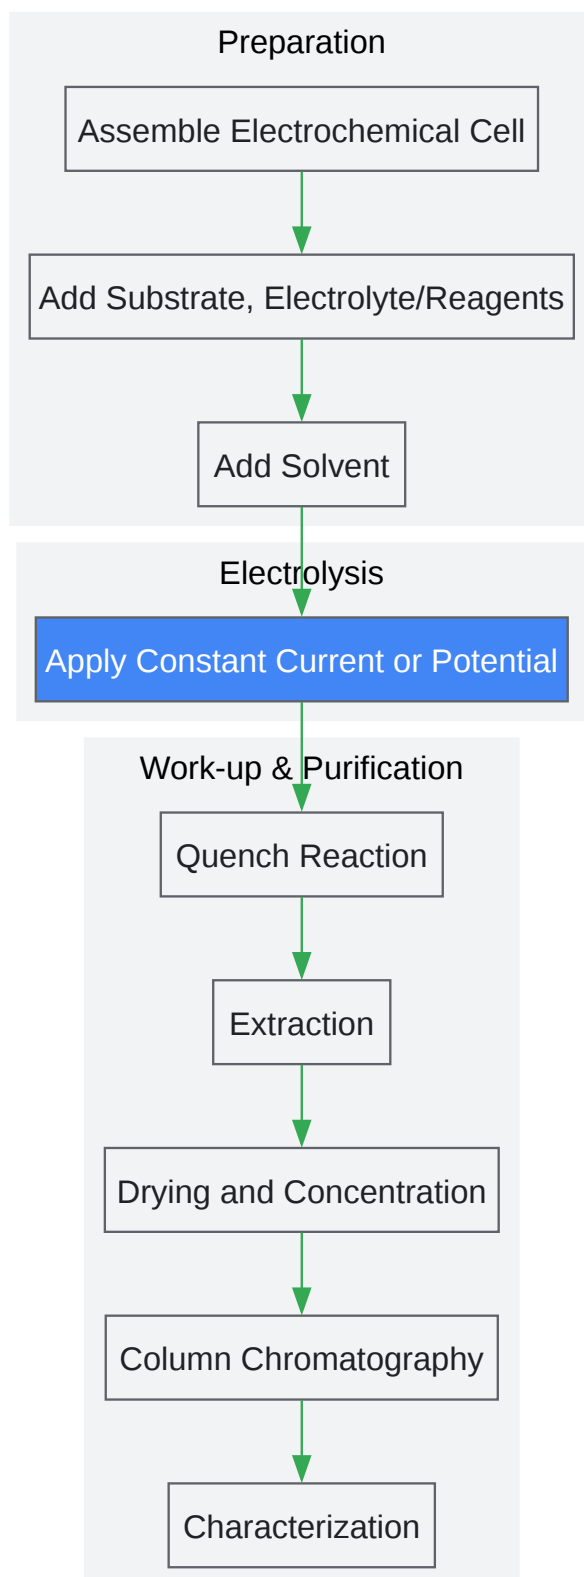 Preparation
Assemble Electrochemical Cell
Add Substrate, Electrolyte/Reagents
Add Solvent
Electrolysis
Apply Constant Current or Potential
Work-up & Purification
Quench Reaction
Extraction
Drying and Concentration
Column Chromatography
Characterization